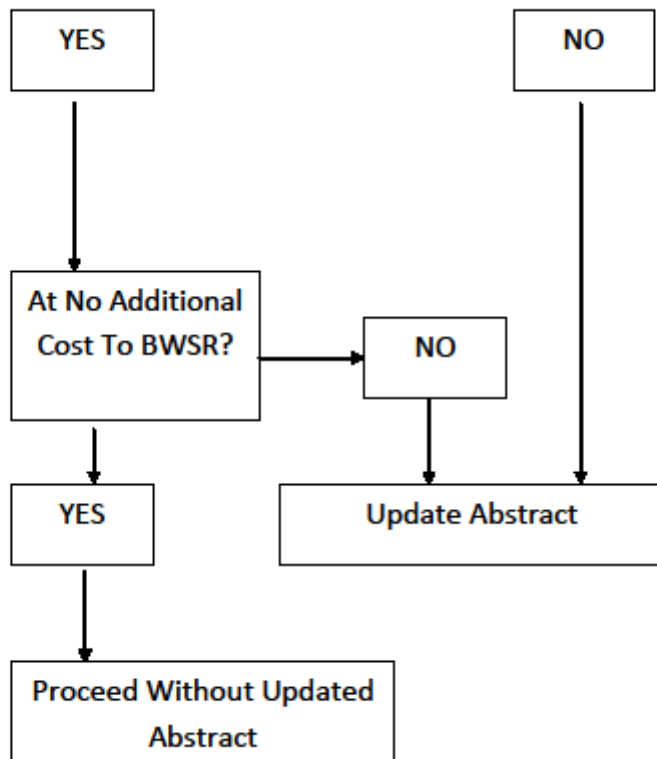 YES
NO
At No Additional
Cost To BWSR?
NO
YES
Update Abstract
Proceed Without Updated
Abstract